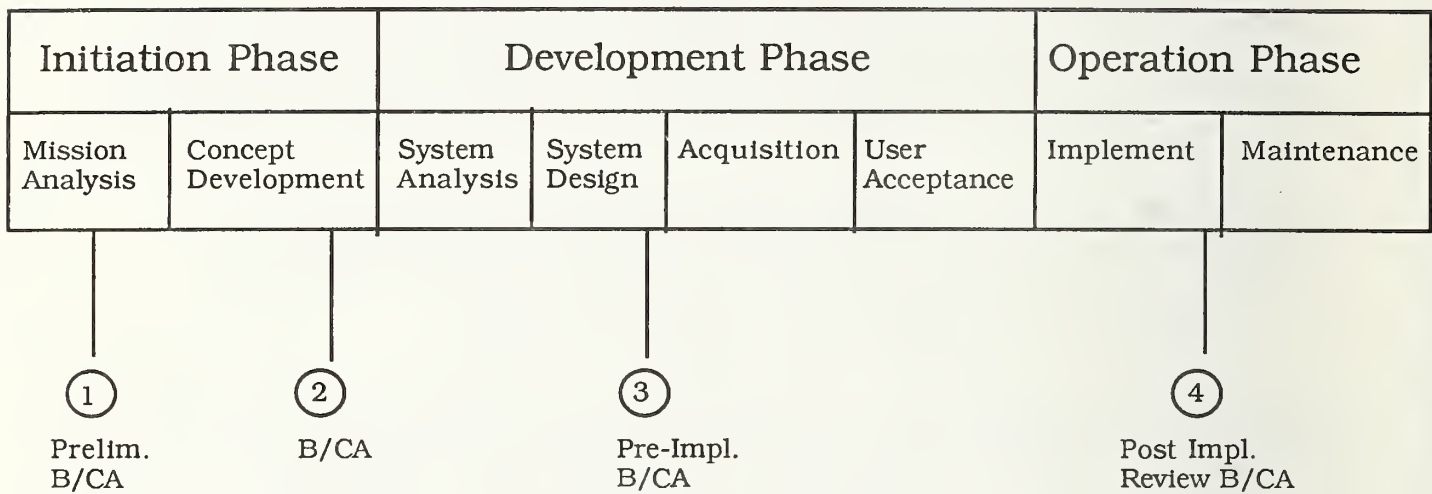 Initiation Phase
Development Phase
Operation Phase
Mission
Analysis
Concept
Development
System
Analysis
System
Design
Acquisition
User
Acceptance
Implement
Maintenance
1
2
3
4
Prelim.
B/CA
B/CA
Pre-Impl.
B/CA
Post Impl.
Review B/CA